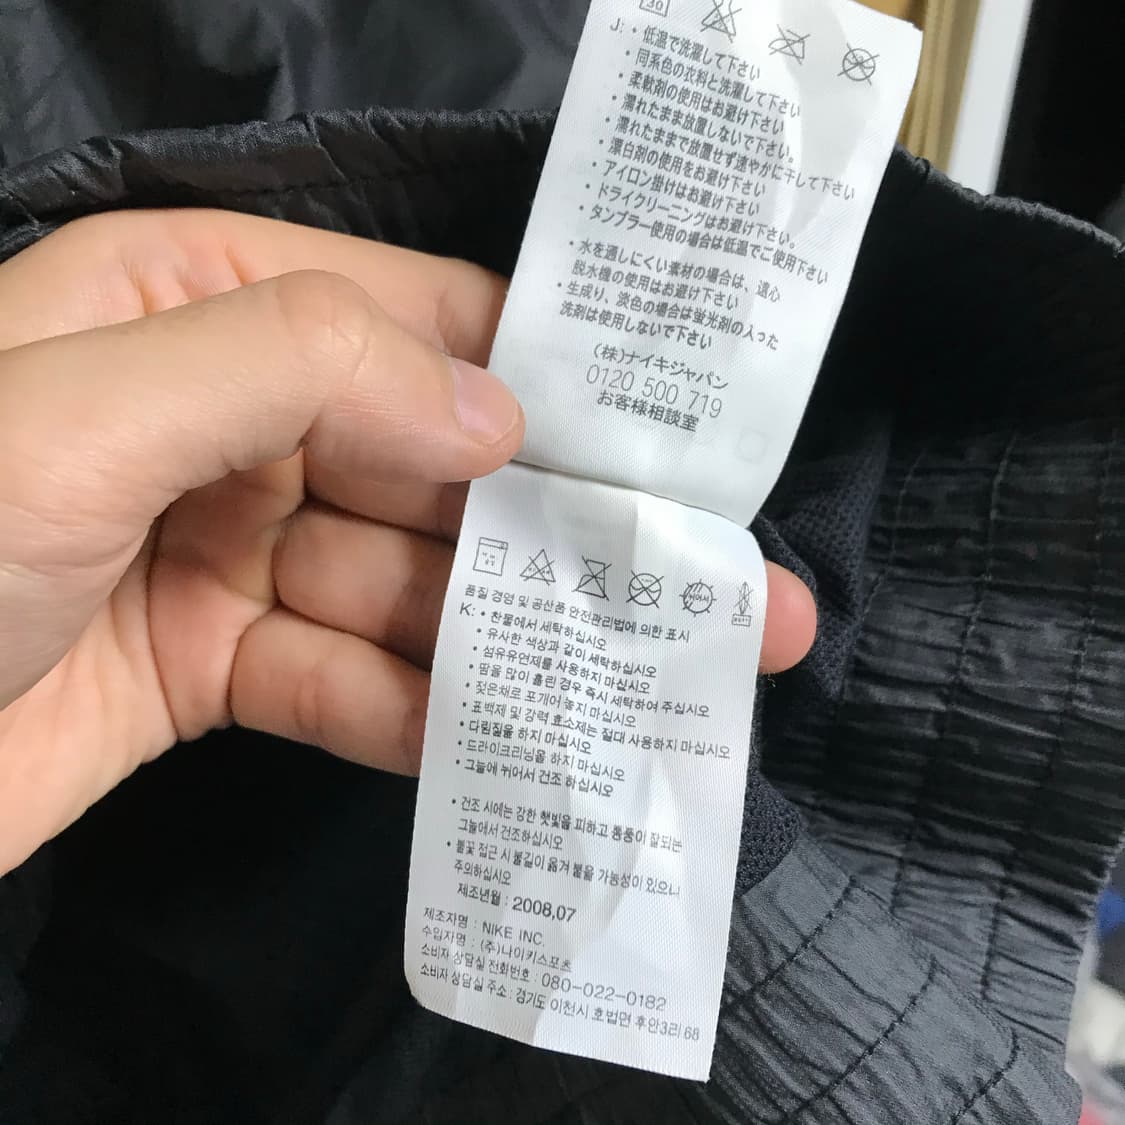 30
J: • 低温で洗濯して下さい
• 同系色の衣料と洗濯して下さい
• 柔軟剤の使用はお避け下さい
• 濡れたまま放置しないで下さい。
• 濡れたままで放置せず速やかに干して下さい
• 漂白剤の使用をお避け下さい
• アイロン掛けはお避け下さい
• ドライクリーニングはお避け下さい。
• タンブラー使用の場合は低温でご使用下さい
• 水を通しにくい素材の場合は、遠心
脱水機の使用はお避け下さい
• 生成り、淡色の場合は蛍光剤の入った
洗剤は使用しないで下さい
(株)ナイキジャパン
0120 500 719
お客様相談室
품질 경영 및 공산품 안전관리법에 의한 표시
K: • 찬물에서 세탁하십시오
• 유사한 색상과 같이 세탁하십시오
• 섬유유연제를 사용하지 마십시오
• 땀을 많이 흘린 경우 즉시 세탁하여 주십시오
• 젖은채로 포개어 놓지 마십시오
• 표백제 및 강력 효소제는 절대 사용하지 마십시오
• 다림질을 하지 마십시오
• 드라이크리닝을 하지 마십시오
• 그늘에 뉘어서 건조 하십시오
• 건조 시에는 강한 햇빛을 피하고 통풍이 잘되는
그늘에서 건조하십시오
• 불꽃 접근 시 불길이 옮겨 붙을 가능성이 있으니
주의하십시오
제조년월 : 2008,07
제조자명 : NIKE INC.
수입자명 : (주)나이키스포츠
소비자 상담실 전화번호 : 080-022-0182
소비자 상담실 주소 : 경기도 이천시 호법면 후안3리 68